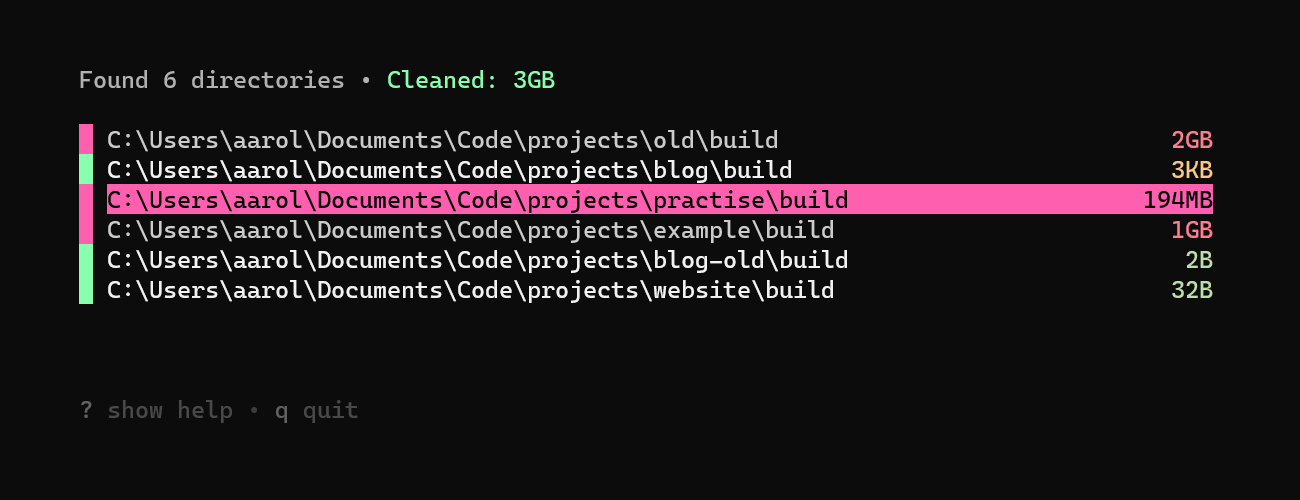 Found 6 directories • Cleaned: 3GB
C:\Users\aarol\Documents\Code\projects\old\build 2GB
C:\Users\aarol\Documents\Code\projects\blog\build 3KB
C:\Users\aarol\Documents\Code\projects\practise\build 194MB
C:\Users\aarol\Documents\Code\projects\example\build 1GB
C:\Users\aarol\Documents\Code\projects\blog-old\build 2B
C:\Users\aarol\Documents\Code\projects\website\build 32B
? show help • q quit